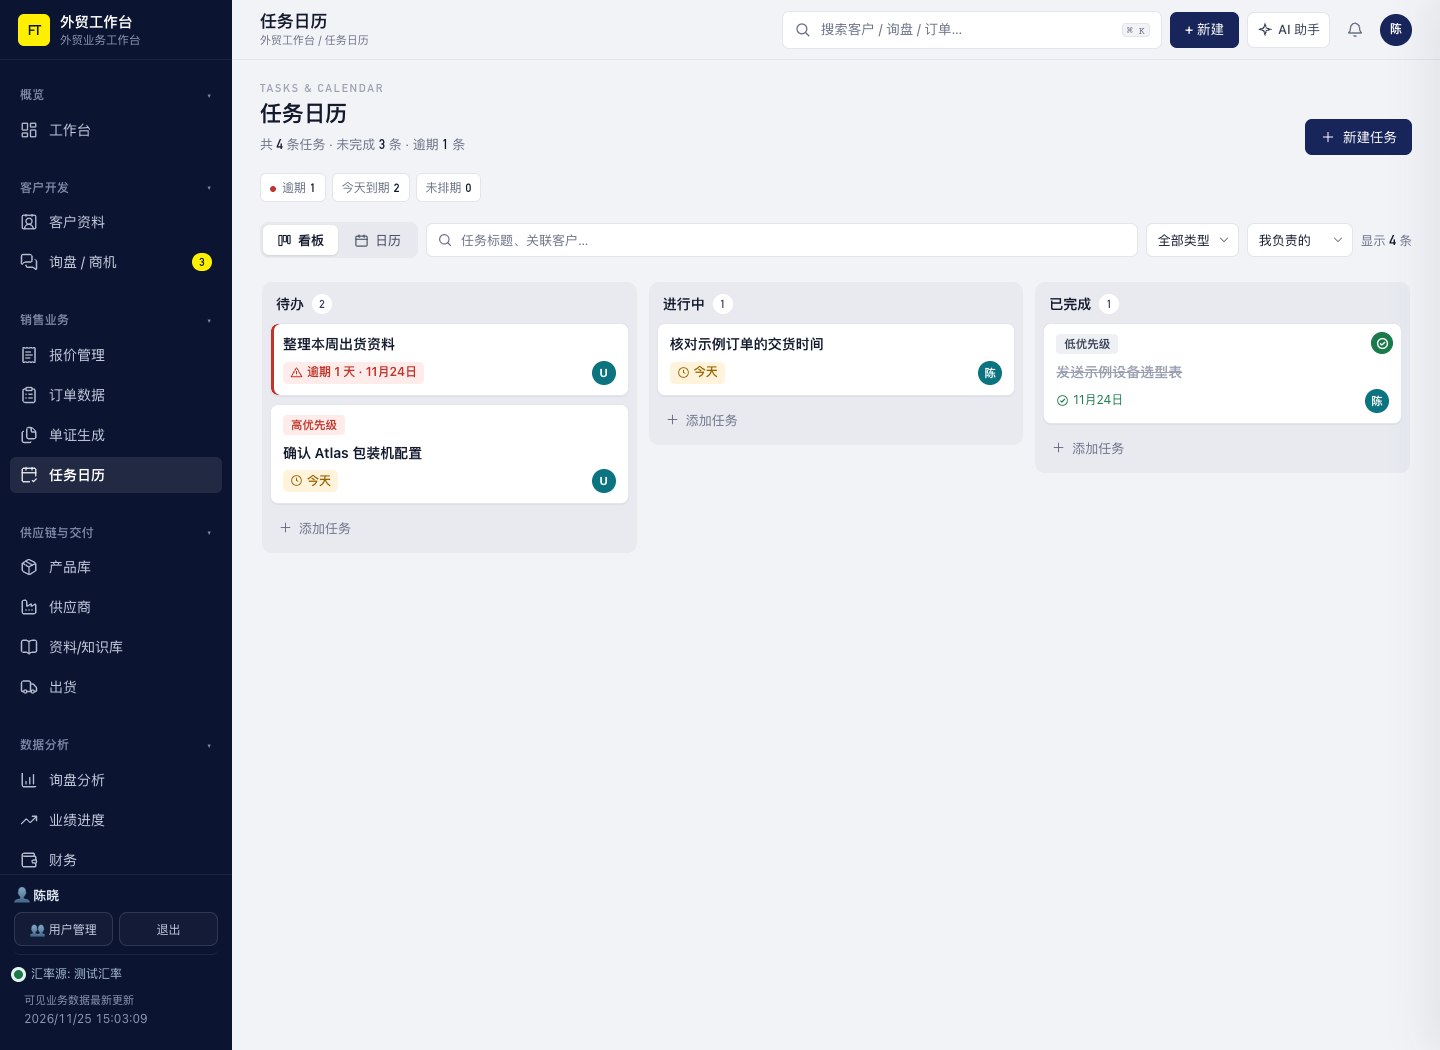 FT
外贸工作台
外贸业务工作台
概览
工作台
客户开发
客户资料
询盘 / 商机
3
销售业务
报价管理
订单数据
单证生成
任务日历
供应链与交付
产品库
供应商
资料/知识库
出货
数据分析
询盘分析
业绩进度
财务
陈晓
用户管理
退出
汇率源: 测试汇率
可见业务数据最新更新
2026/11/25 15:03:09
任务日历
外贸工作台 / 任务日历
搜索客户 / 询盘 / 订单...
⌘ K
+ 新建
AI 助手
陈
TASKS & CALENDAR
任务日历
共 4 条任务 · 未完成 3 条 · 逾期 1 条
新建任务
逾期 1
今天到期 2
未排期 0
看板
日历
任务标题、关联客户...
全部类型
我负责的
显示 4 条
待办 2
整理本周出货资料
逾期 1 天 · 11月24日
U
高优先级
确认 Atlas 包装机配置
今天
U
添加任务
进行中 1
核对示例订单的交货时间
今天
陈
添加任务
已完成 1
低优先级
发送示例设备选型表
11月24日
陈
添加任务